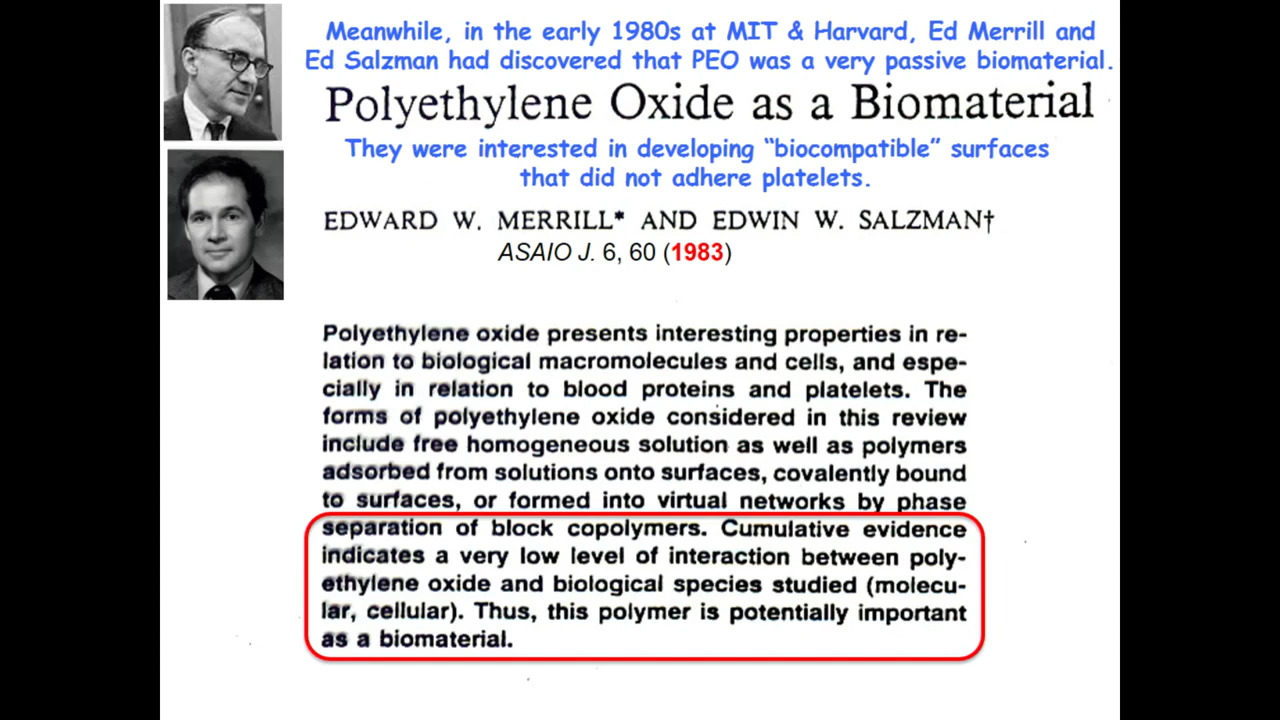 Meanwhile, in the early 1980s at MIT & Harvard, Ed Merrill and
Ed Salzman had discovered that PEO was a very passive biomaterial.
Polyethylene Oxide as a Biomaterial
They were interested in developing “biocompatible” surfaces
that did not adhere platelets.
EDWARD W. MERRILL* AND EDWIN W. SALZMAN†
ASAIO J. 6, 60 (1983)
Polyethylene oxide presents interesting properties in re-
lation to biological macromolecules and cells, and espe-
cially in relation to blood proteins and platelets. The
forms of polyethylene oxide considered in this review
include free homogeneous solution as well as polymers
adsorbed from solutions onto surfaces, covalently bound
to surfaces, or formed into virtual networks by phase
separation of block copolymers. Cumulative evidence
indicates a very low level of interaction between poly-
ethylene oxide and biological species studied (molecu-
lar, cellular). Thus, this polymer is potentially important
as a biomaterial.